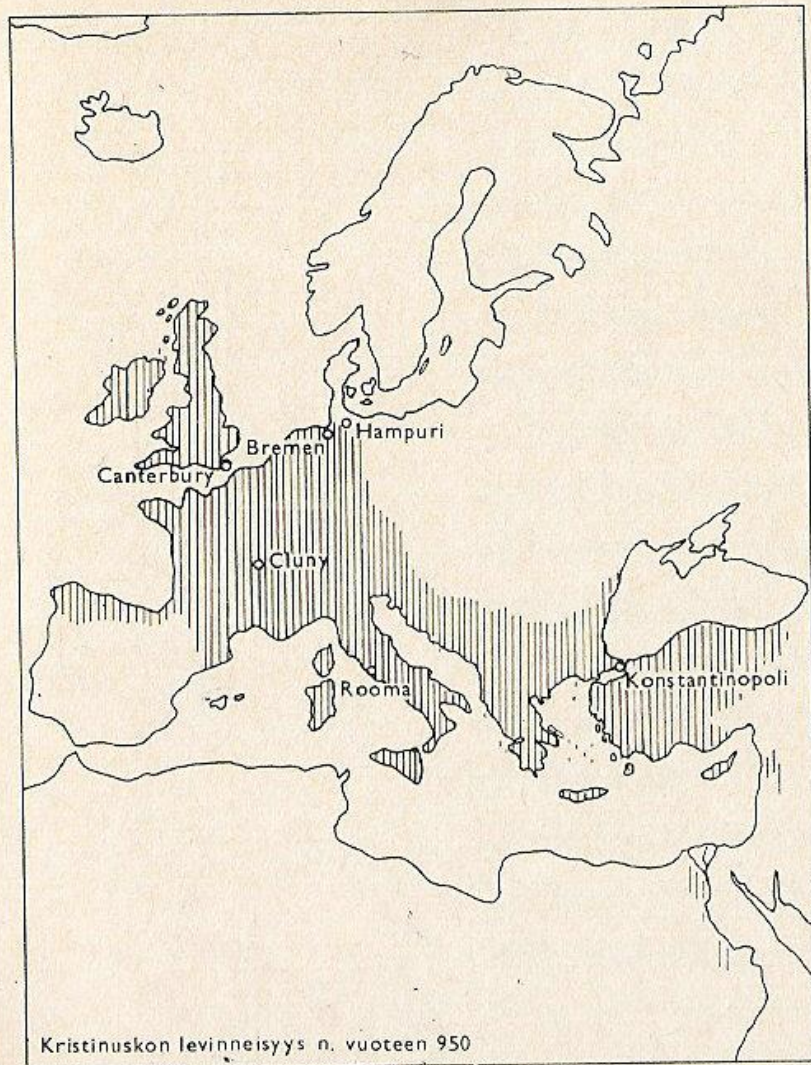 Hampuri
Bremen
Canterbury
Cluny
Rooma
Konstantinopoli
Kristinuskon levinneisyys n. vuoteen 950